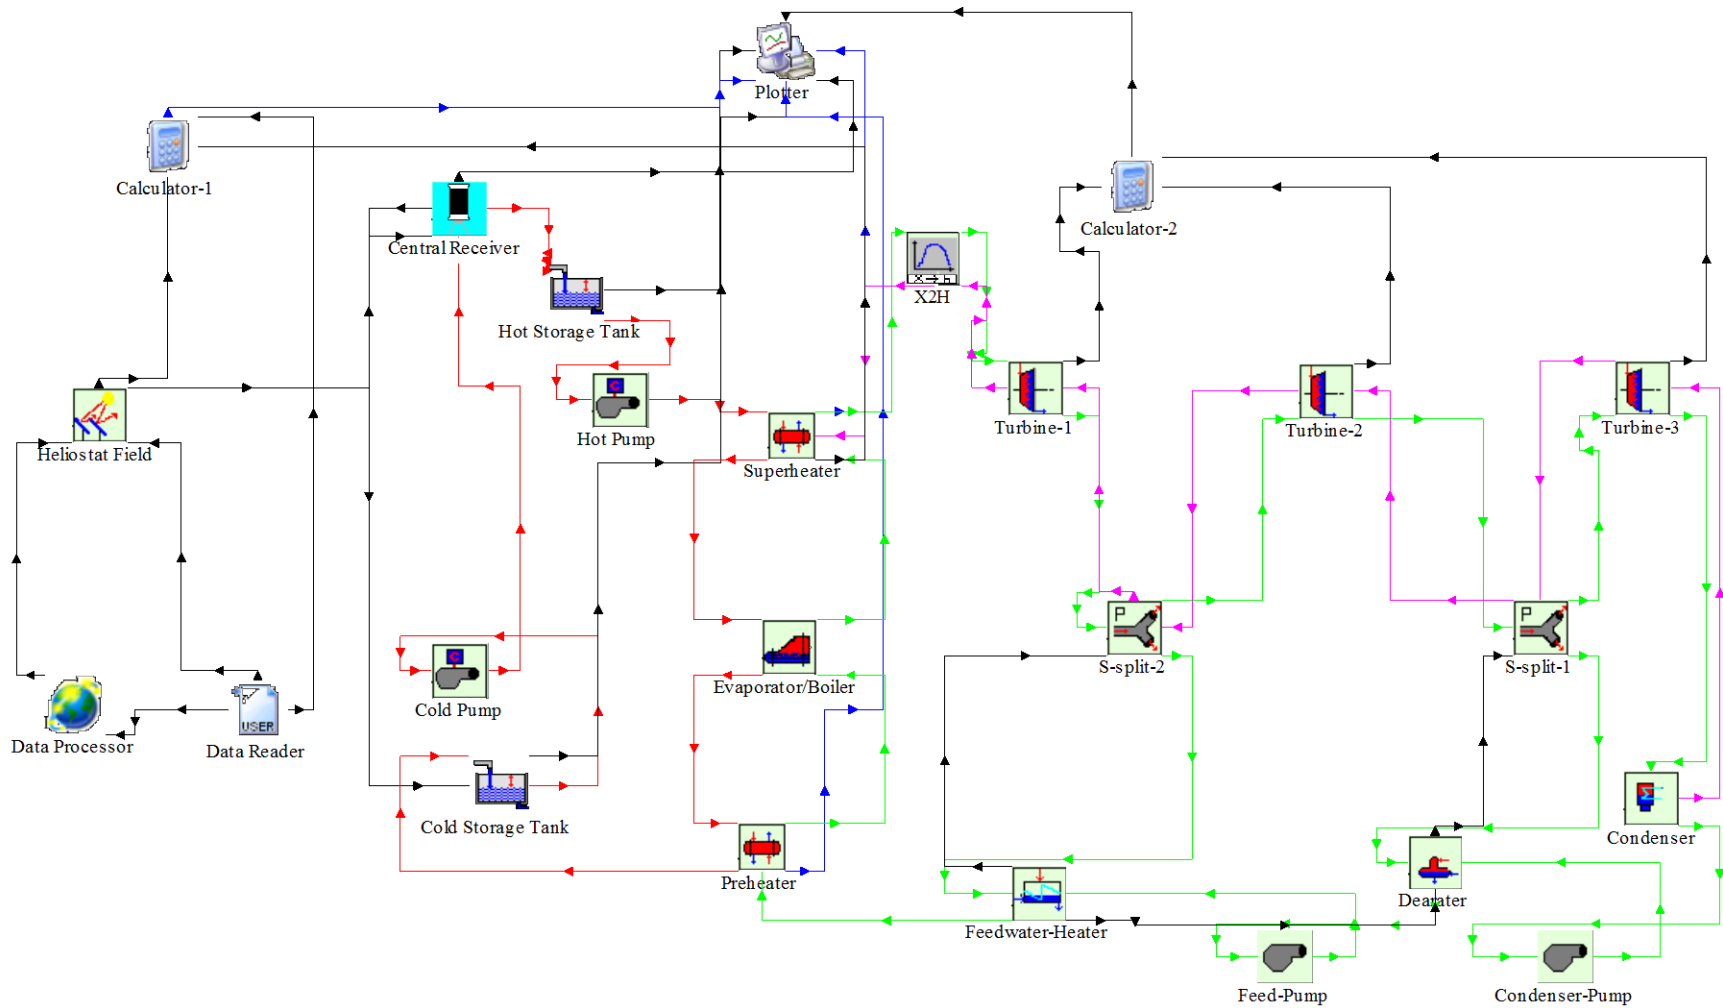 Plotter
Calculator-1
Calculator-2
Central Receiver
X2H
Hot Storage Tank
Hot Pump
Heliostat Field
Superheater
Turbine-1
Turbine-2
Turbine-3
Evaporator/Boiler
S-split-2
S-split-1
Cold Pump
Data Processor
USER
Data Reader
Cold Storage Tank
Condenser
Preheater
Dearater
Feedwater-Heater
Feed-Pump
Condenser-Pump
C
C
P
P